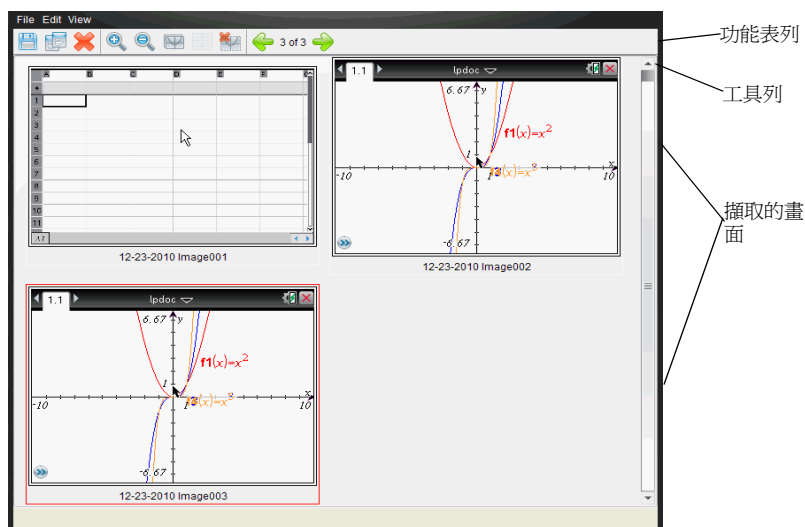 File Edit View
3 of 3
功能表列
工具列
擷取的畫面
A B C D E F G
1
2
3
4
5
6
7
8
9
10
11
A1
12-23-2010 Image001
1.1 lpdoc
6.67 y
f1(x)=x²
1
x
-10 1 10
-6.67
12-23-2010 Image002
1.1 lpdoc
6.67 y
f1(x)=x²
1
x
-10 1 10
-6.67
12-23-2010 Image003